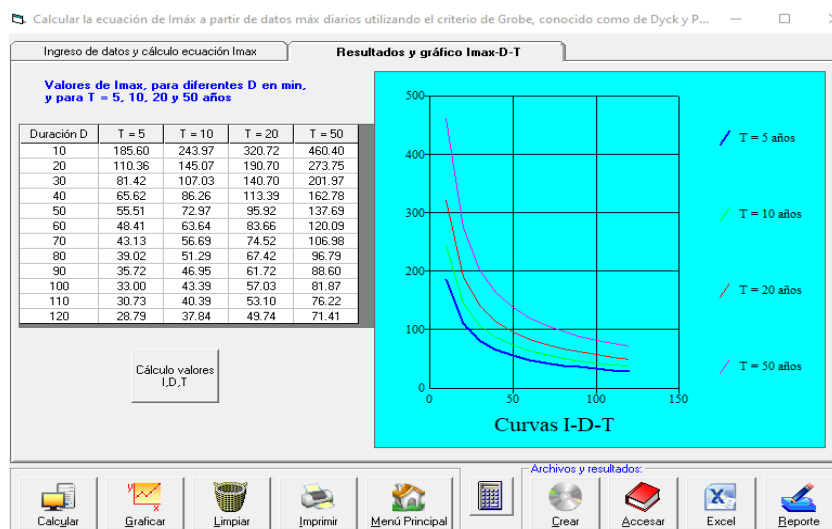 Calcular la ecuación de Imáx a partir de datos máx diarios utilizando el criterio de Grobe, conocido como de Dyck y P...
Ingreso de datos y cálculo ecuación Imax
Resultados y gráfico Imax-D-T
Valores de Imax, para diferentes D en min,
y para T = 5, 10, 20 y 50 años
Duración D T = 5 T = 10 T = 20 T = 50
10 185.60 243.97 320.72 460.40
20 110.36 145.07 190.70 273.75
30 81.42 107.03 140.70 201.97
40 65.62 86.26 113.39 162.78
50 55.51 72.97 95.92 137.69
60 48.41 63.64 83.66 120.09
70 43.13 56.69 74.52 106.98
80 39.02 51.29 67.42 96.79
90 35.72 46.95 61.72 88.60
100 33.00 43.39 57.03 81.87
110 30.73 40.39 53.10 76.22
120 28.79 37.84 49.74 71.41
Cálculo valores
I,D,T
500
400
300
200
100
0
0 50 100 150
Curvas I-D-T
T = 5 años
T = 10 años
T = 20 años
T = 50 años
Archivos y resultados:
Calcular Graficar Limpiar Imprimir Menú Principal Crear Accesar Excel Reporte